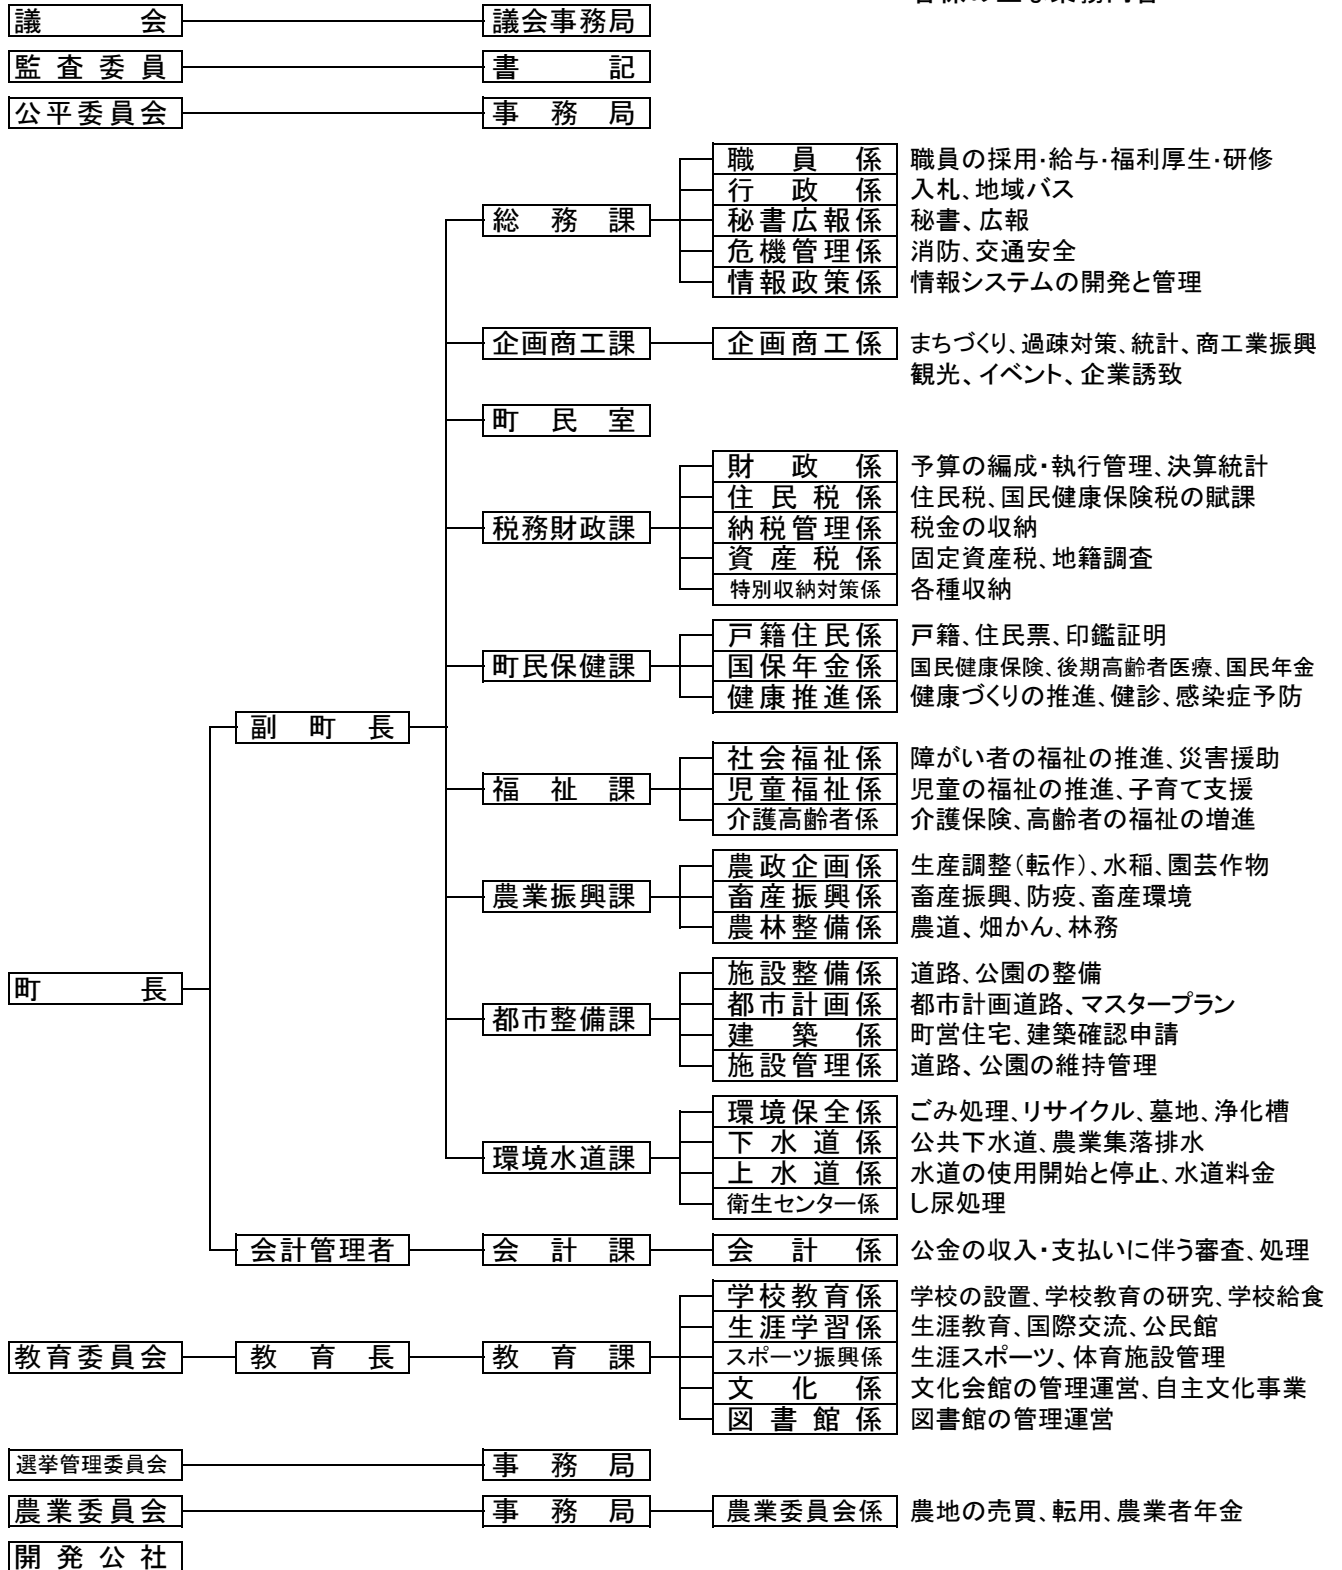 議会 議会事務局
監査委員 書記
公平委員会 事務局
職員係 職員の採用・給与・福利厚生・研修
行政係 入札、地域バス
総務課 秘書広報係 秘書、広報
危機管理係 消防、交通安全
情報政策係 情報システムの開発と管理
企画商工課 企画商工係 まちづくり、過疎対策、統計、商工業振興
観光、イベント、企業誘致
町民室
財政係 予算の編成・執行管理、決算統計
住民税係 住民税、国民健康保険税の賦課
税務財政課 納税管理係 税金の収納
資産税係 固定資産税、地籍調査
特別収納対策係 各種収納
戸籍住民係 戸籍、住民票、印鑑証明
町民保健課 国保年金係 国民健康保険、後期高齢者医療、国民年金
健康推進係 健康づくりの推進、健診、感染症予防
副町長
社会福祉係 障がい者の福祉の推進、災害援助
福祉課 児童福祉係 児童の福祉の推進、子育て支援
介護高齢者係 介護保険、高齢者の福祉の増進
農政企画係 生産調整(転作)、水稲、園芸作物
農業振興課 畜産振興係 畜産振興、防疫、畜産環境
農林整備係 農道、畑かん、林務
町長 施設整備係 道路、公園の整備
都市計画係 都市計画道路、マスタープラン
都市整備課
建築係 町営住宅、建築確認申請
施設管理係 道路、公園の維持管理
環境保全係 ごみ処理、リサイクル、墓地、浄化槽
下水道係 公共下水道、農業集落排水
環境水道課
上水道係 水道の使用開始と停止、水道料金
衛生センター係 し尿処理
会計管理者 会計課 会計係 公金の収入・支払いに伴う審査、処理
学校教育係 学校の設置、学校教育の研究、学校給食
生涯学習係 生涯教育、国際交流、公民館
教育委員会 教育長 教育課 スポーツ振興係 生涯スポーツ、体育施設管理
文化係 文化会館の管理運営、自主文化事業
図書館係 図書館の管理運営
選挙管理委員会 事務局
農業委員会 事務局 農業委員会係 農地の売買、転用、農業者年金
開発公社